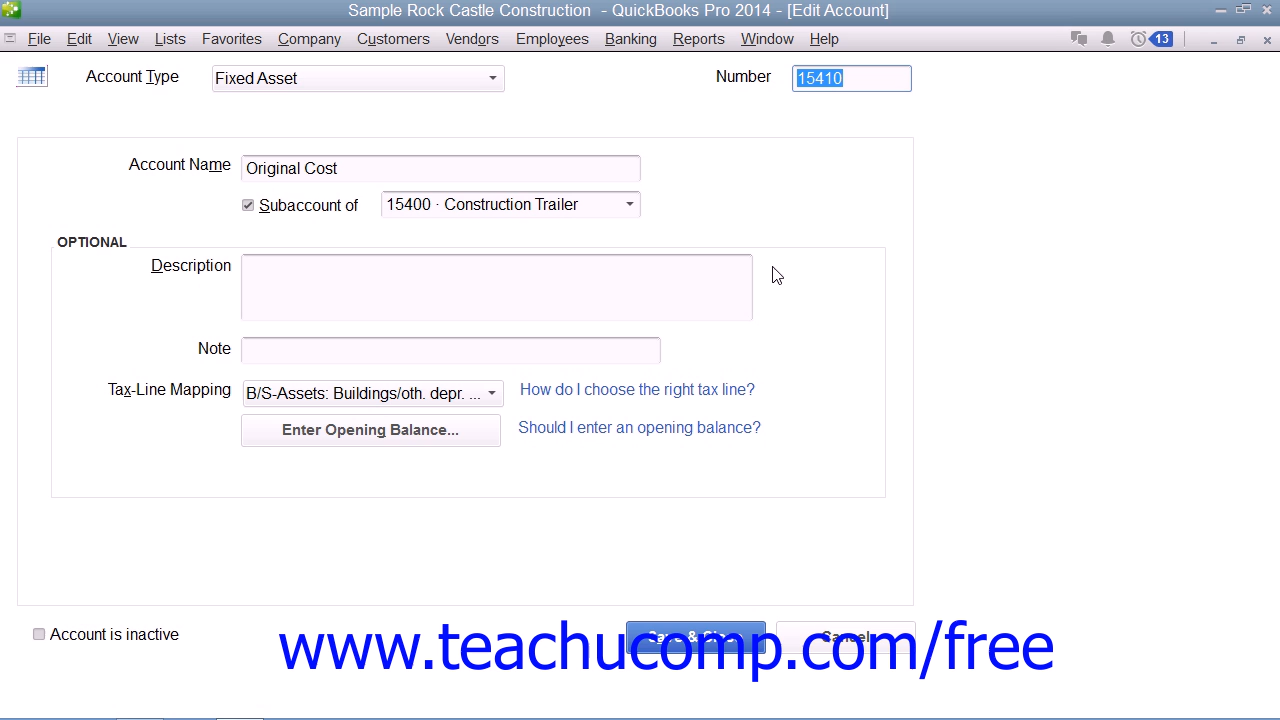 Sample Rock Castle Construction - QuickBooks Pro 2014 - [Edit Account]
File Edit View Lists Favorites Company Customers Vendors Employees Banking Reports Window Help 13
Account Type Fixed Asset Number 15410
Account Name Original Cost
Subaccount of 15400 · Construction Trailer
OPTIONAL
Description
Note
Tax-Line Mapping B/S-Assets: Buildings/oth. depr. ... How do I choose the right tax line?
Enter Opening Balance... Should I enter an opening balance?
Account is inactive Save & Close Cancel
www.teachucomp.com/free